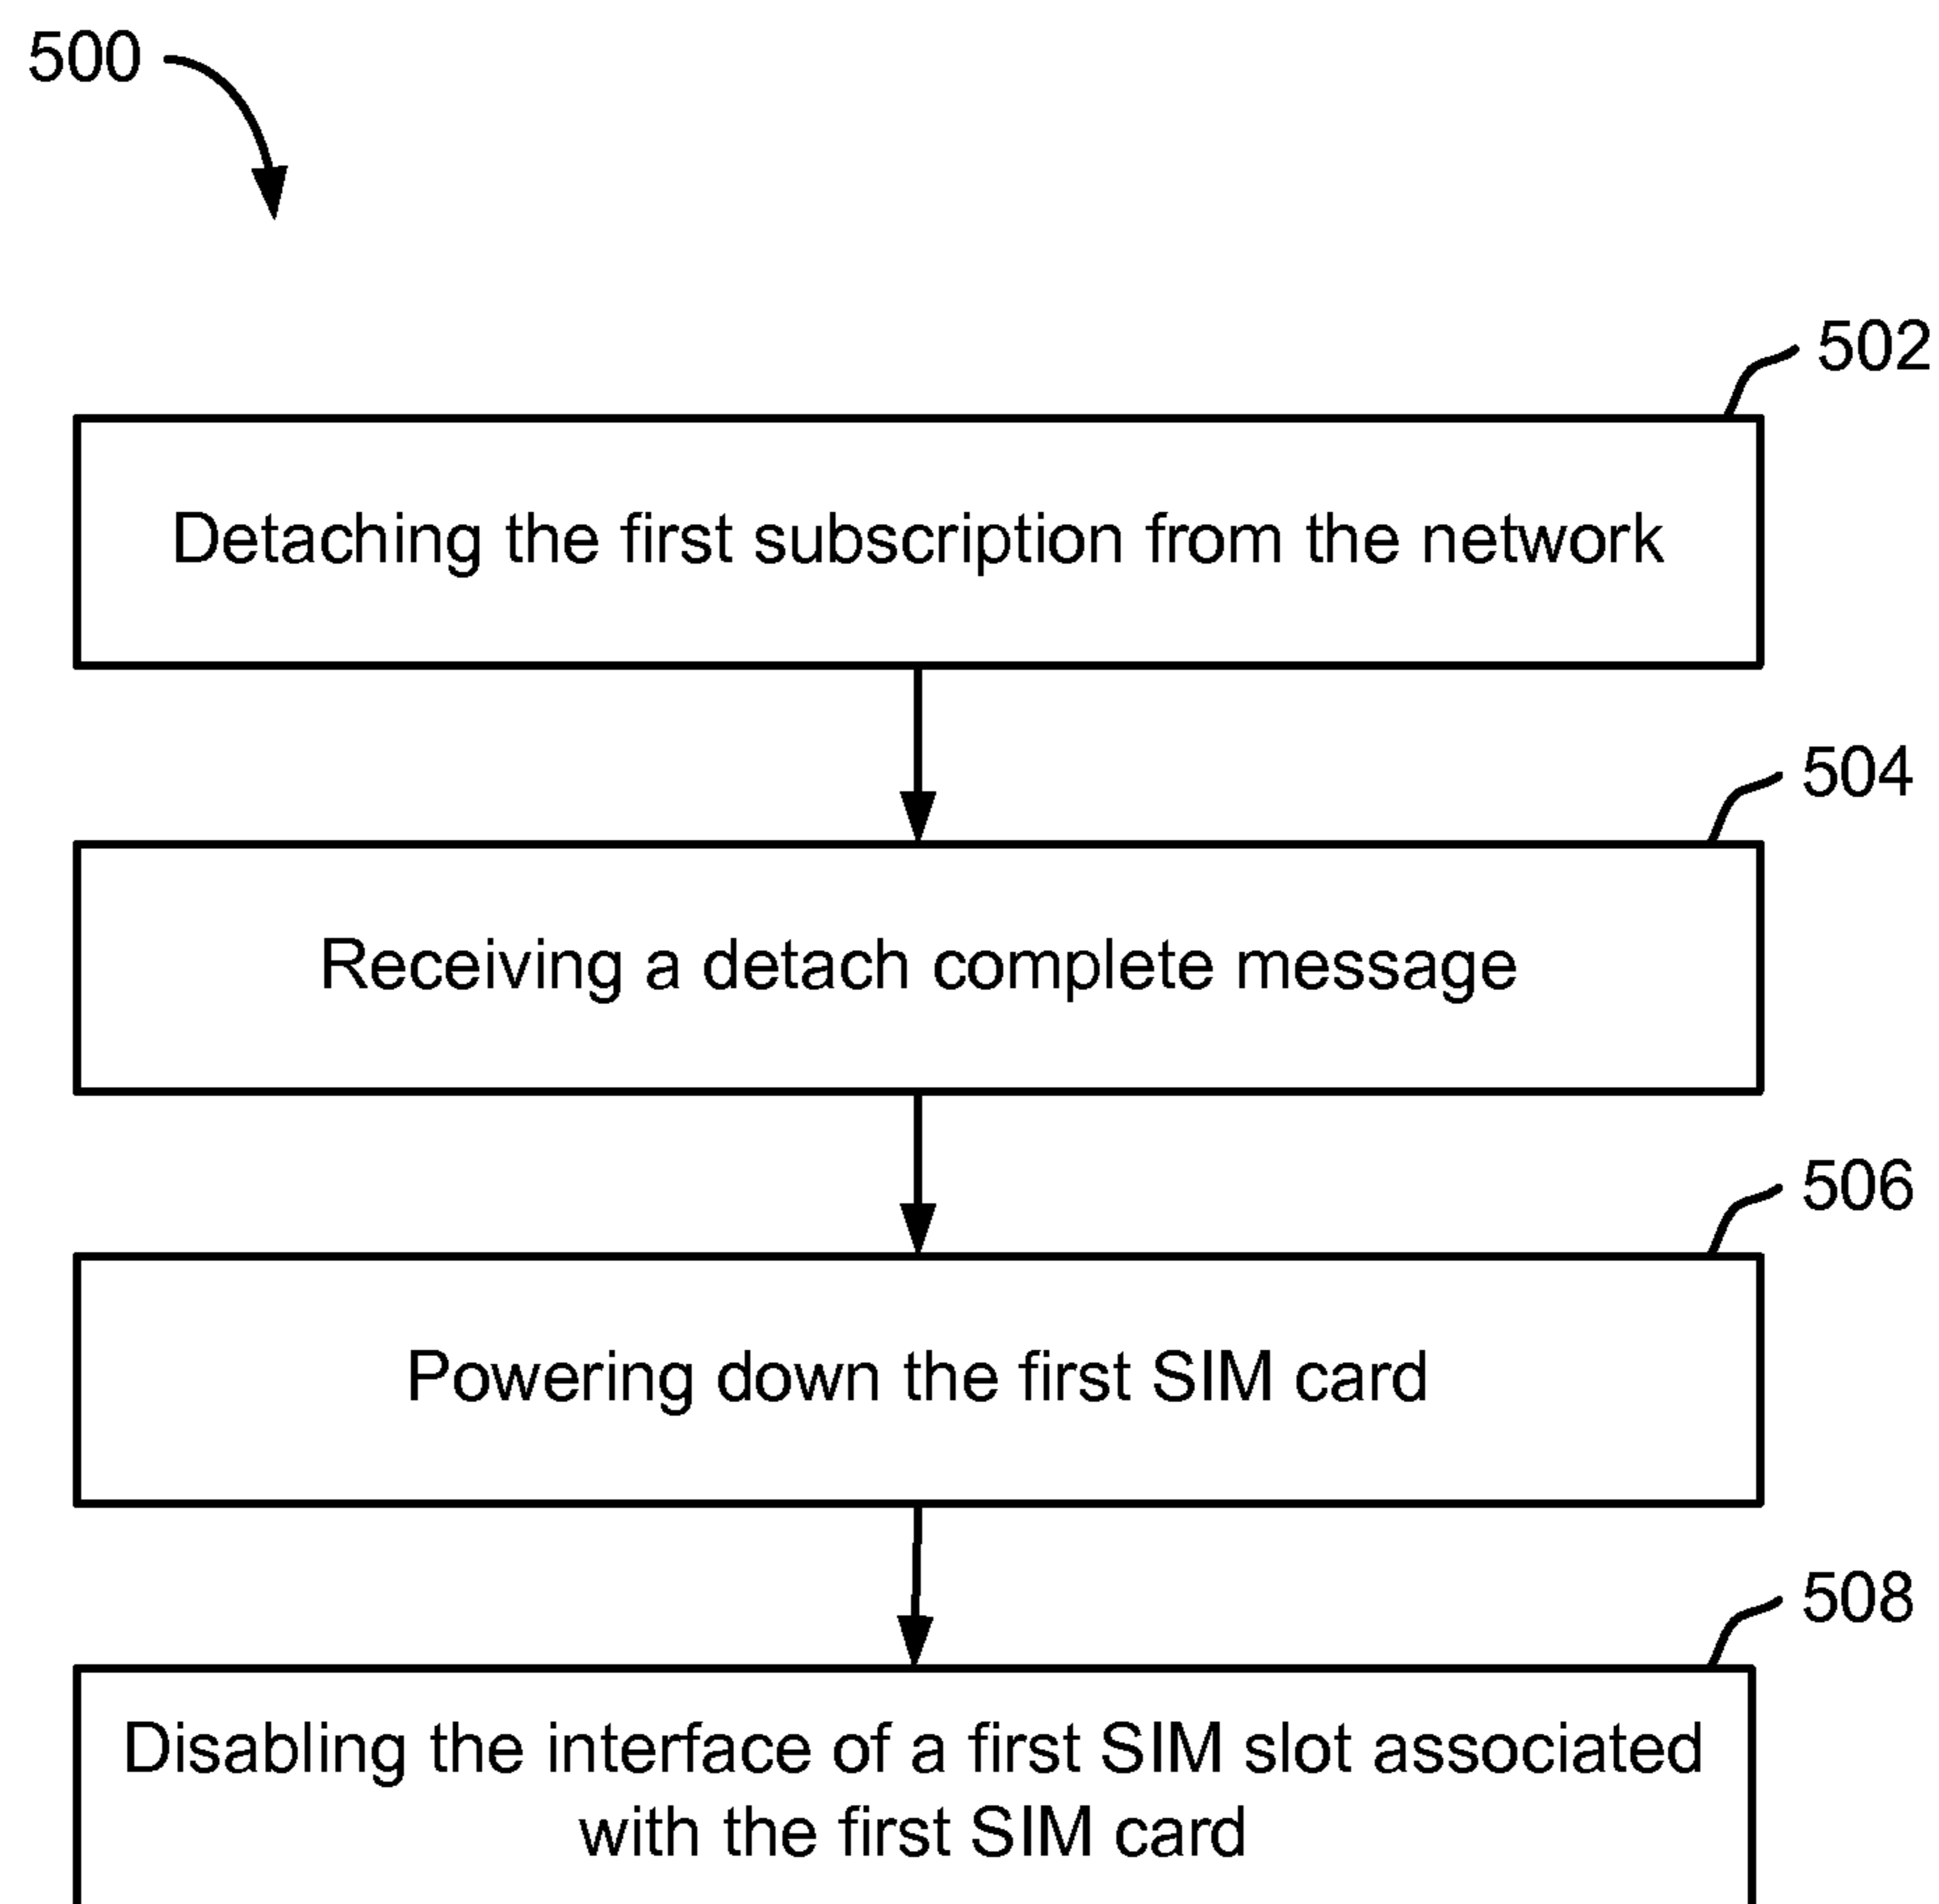 500
502
Detaching the first subscription from the network
504
Receiving a detach complete message
506
Powering down the first SIM card
508
Disabling the interface of a first SIM slot associated
with the first SIM card